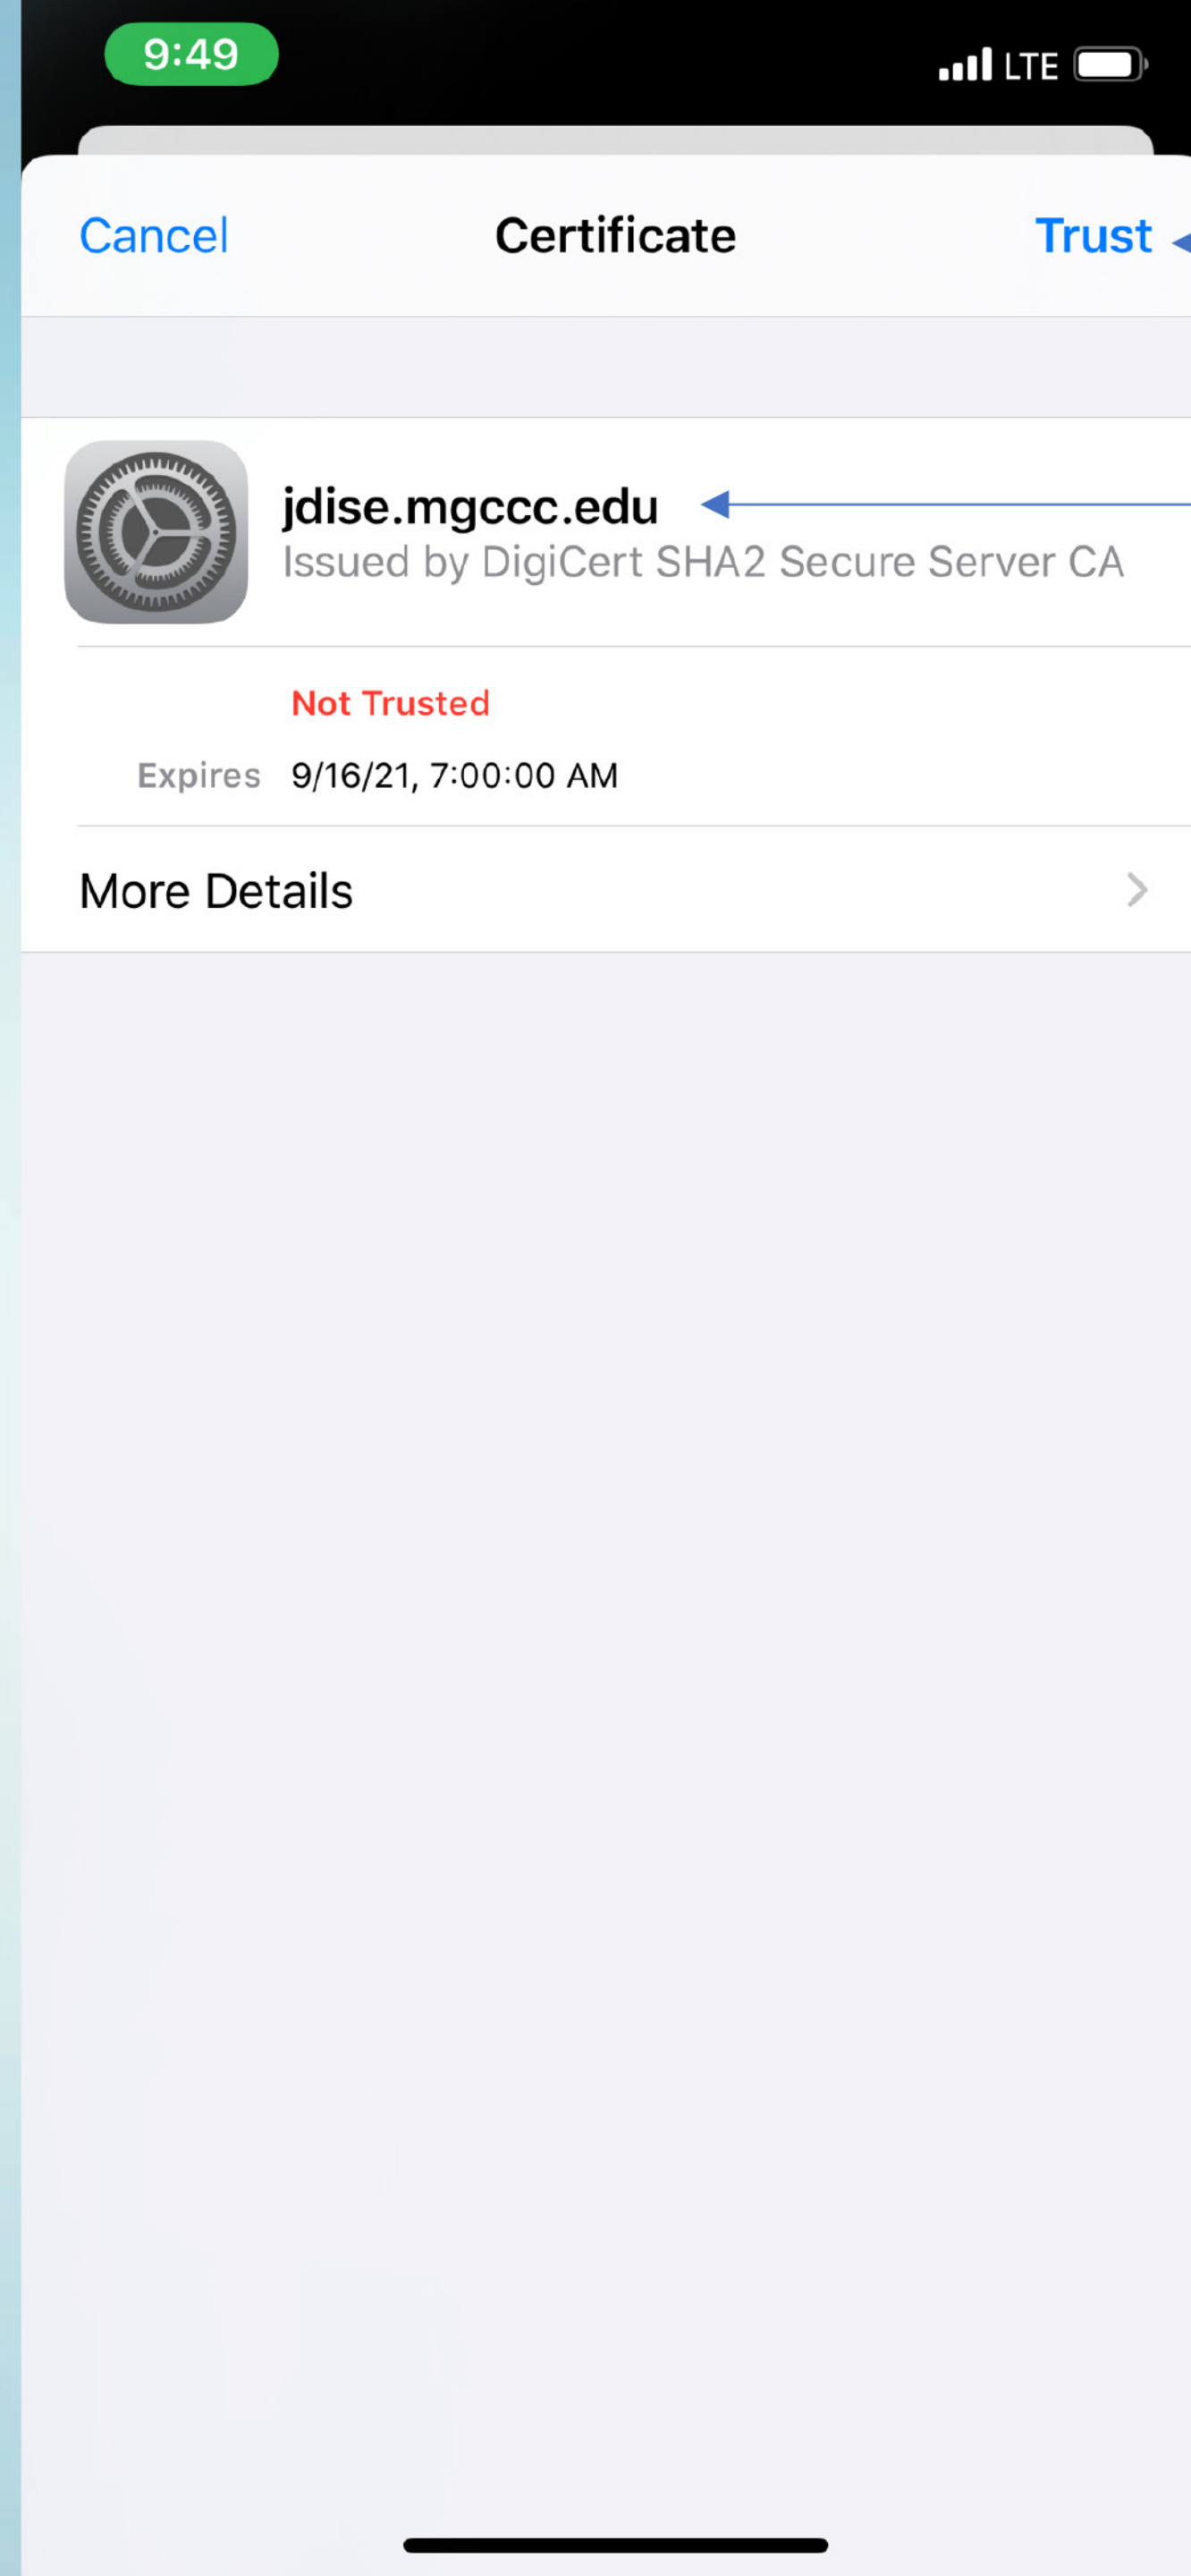 9:49
LTE
Cancel
Certificate
Trust
jdise.mgccc.edu
Issued by DigiCert SHA2 Secure Server CA
Not Trusted
Expires 9/16/21, 7:00:00 AM
More Details